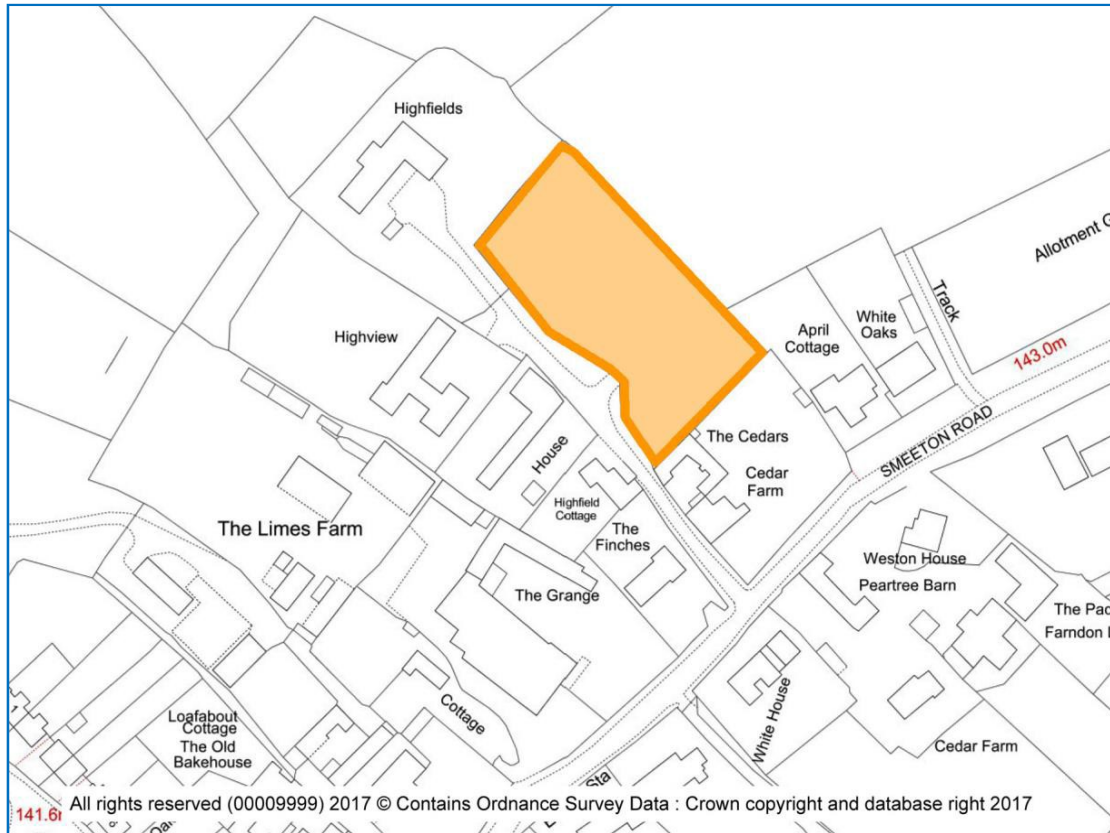 Highfields
Allotment G
Track
White
Oaks
April
Cottage
143.0m
Highview
SMEETON ROAD
The Cedars
House
Cedar
Farm
Highfield
Cottage
The
Finches
The Limes Farm
Weston House
Peartree Barn
The Grange
The Pad
Farndon
Cottage
White House
Loafabout
Cottage
The Old
Bakehouse
Cedar Farm
Sta
141.6
All rights reserved (00009999) 2017 © Contains Ordnance Survey Data : Crown copyright and database right 2017